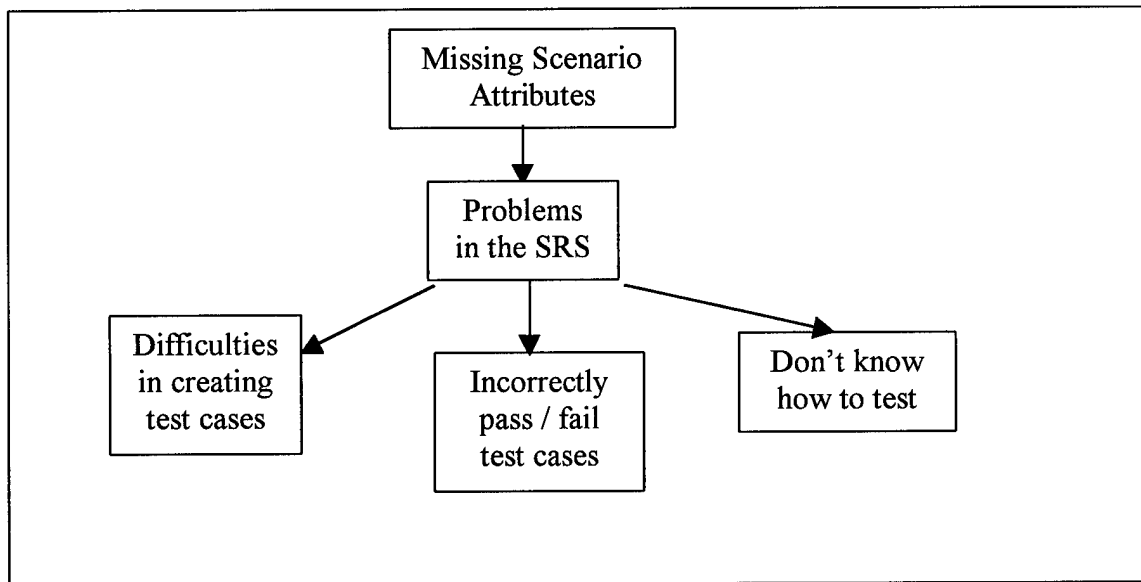 Missing Scenario
Attributes
Problems
in the SRS
Difficulties
in creating
test cases
Incorrectly
pass / fail
test cases
Don’t know
how to test